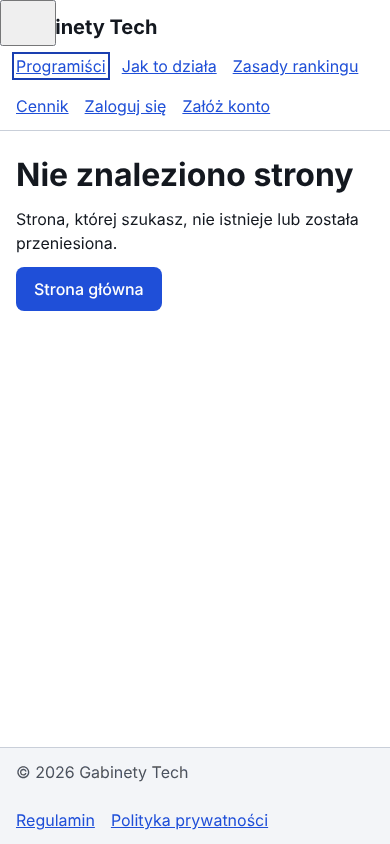 inety Tech
Programiści Jak to działa Zasady rankingu
Cennik Zaloguj się Załóż konto
Nie znaleziono strony
Strona, której szukasz, nie istnieje lub została
przeniesiona.
Strona główna
© 2026 Gabinety Tech
Regulamin Polityka prywatności